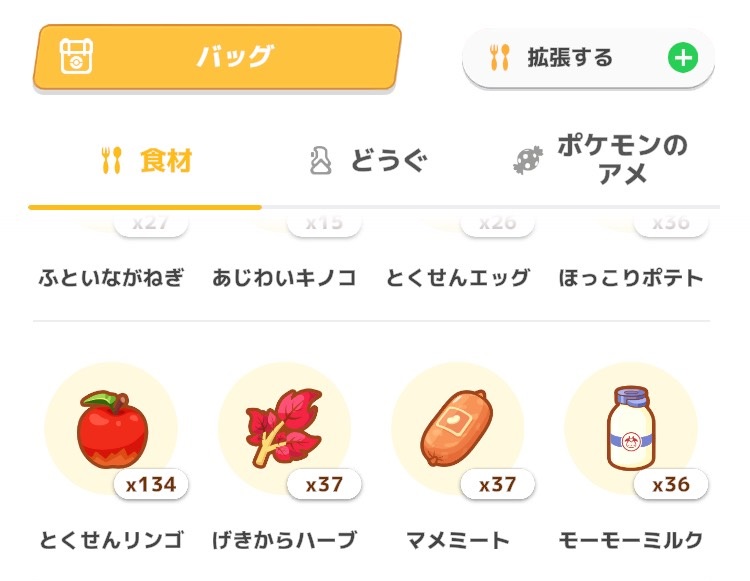 バッグ
拡張する
食材
どうぐ
ポケモンの
アメ
x27
x15
x26
x36
ふといながねぎ
あじわいキノコ
とくせんエッグ
ほっこりポテト
x134
x37
x37
x36
とくせんリンゴ
げきからハーブ
マメミート
モーモーミルク